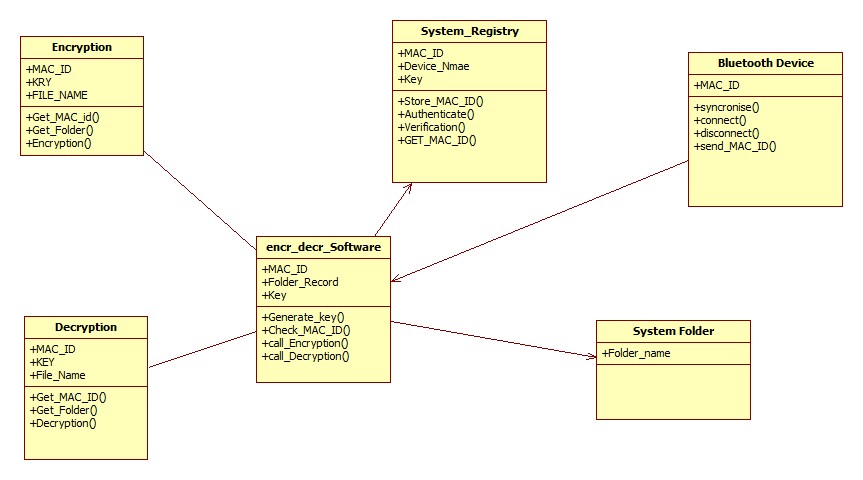 Encryption
+MAC_ID
+KRY
+FILE_NAME
+Get_MAC_id()
+Get_Folder()
+Encryption()
System_Registry
+MAC_ID
+Device_Nmae
+Key
+Store_MAC_ID()
+Authenticate()
+Verification()
+GET_MAC_ID()
Bluetooth Device
+MAC_ID
+syncronise()
+connect()
+disconnect()
+send_MAC_ID()
encr_decr_Software
+MAC_ID
+Folder_Record
+Key
+Generate_key()
+Check_MAC_ID()
+call_Encryption()
+call_Decryption()
Decryption
+MAC_ID
+KEY
+File_Name
+Get_MAC_ID()
+Get_Folder()
+Decryption()
System Folder
+Folder_name